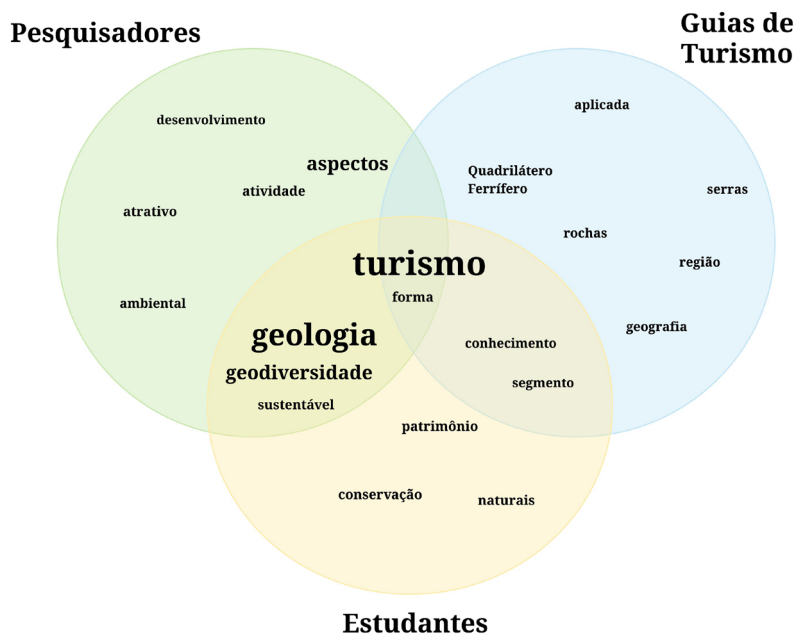 Pesquisadores
Guias de
Turismo
aplicada
desenvolvimento
aspectos
Quadrilátero
Ferrífero
atividade
serras
atrativo
rochas
região
turismo
forma
ambiental
geografia
geologia
conhecimento
geodiversidade
segmento
sustentável
patrimônio
conservação
naturais
Estudantes